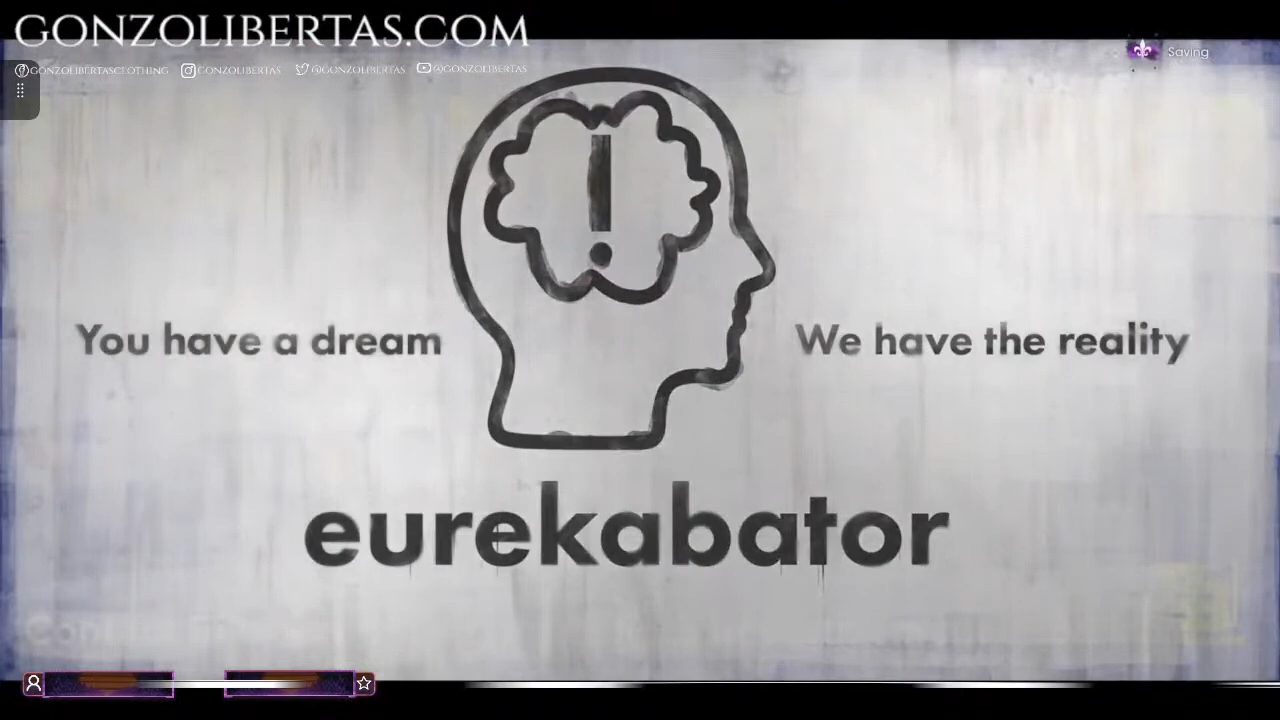 GONZOLIBERTAS.COM
GONZOLIBERTASCLOTHING GONZOLIBERTAS @GONZOLIBERTAS @GONZOLIBERTAS
Saving
!
You have a dream
We have the reality
eurekabator